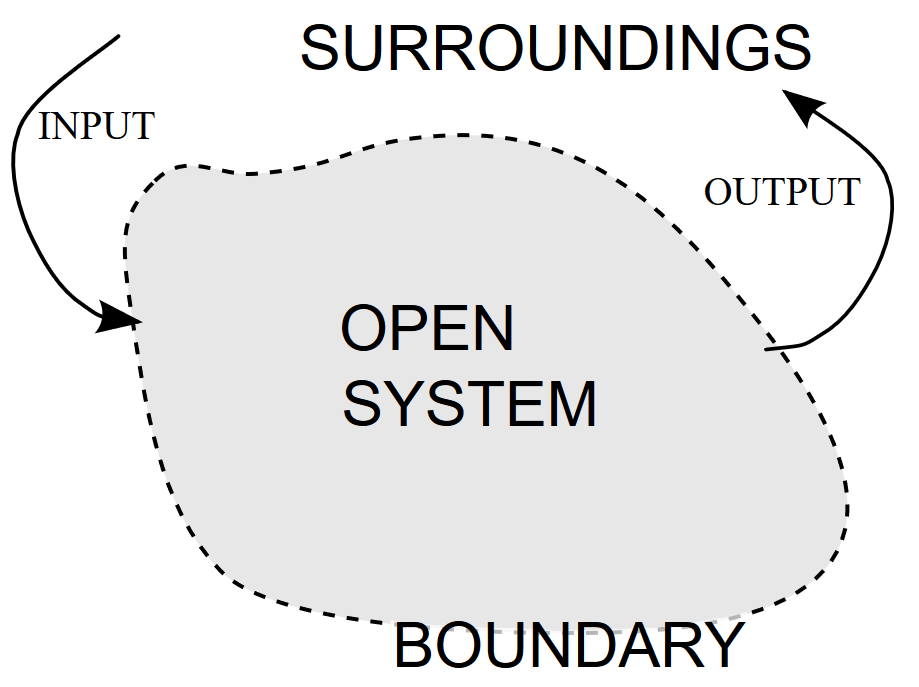 SURROUNDINGS
INPUT
OUTPUT
OPEN
SYSTEM
BOUNDARY